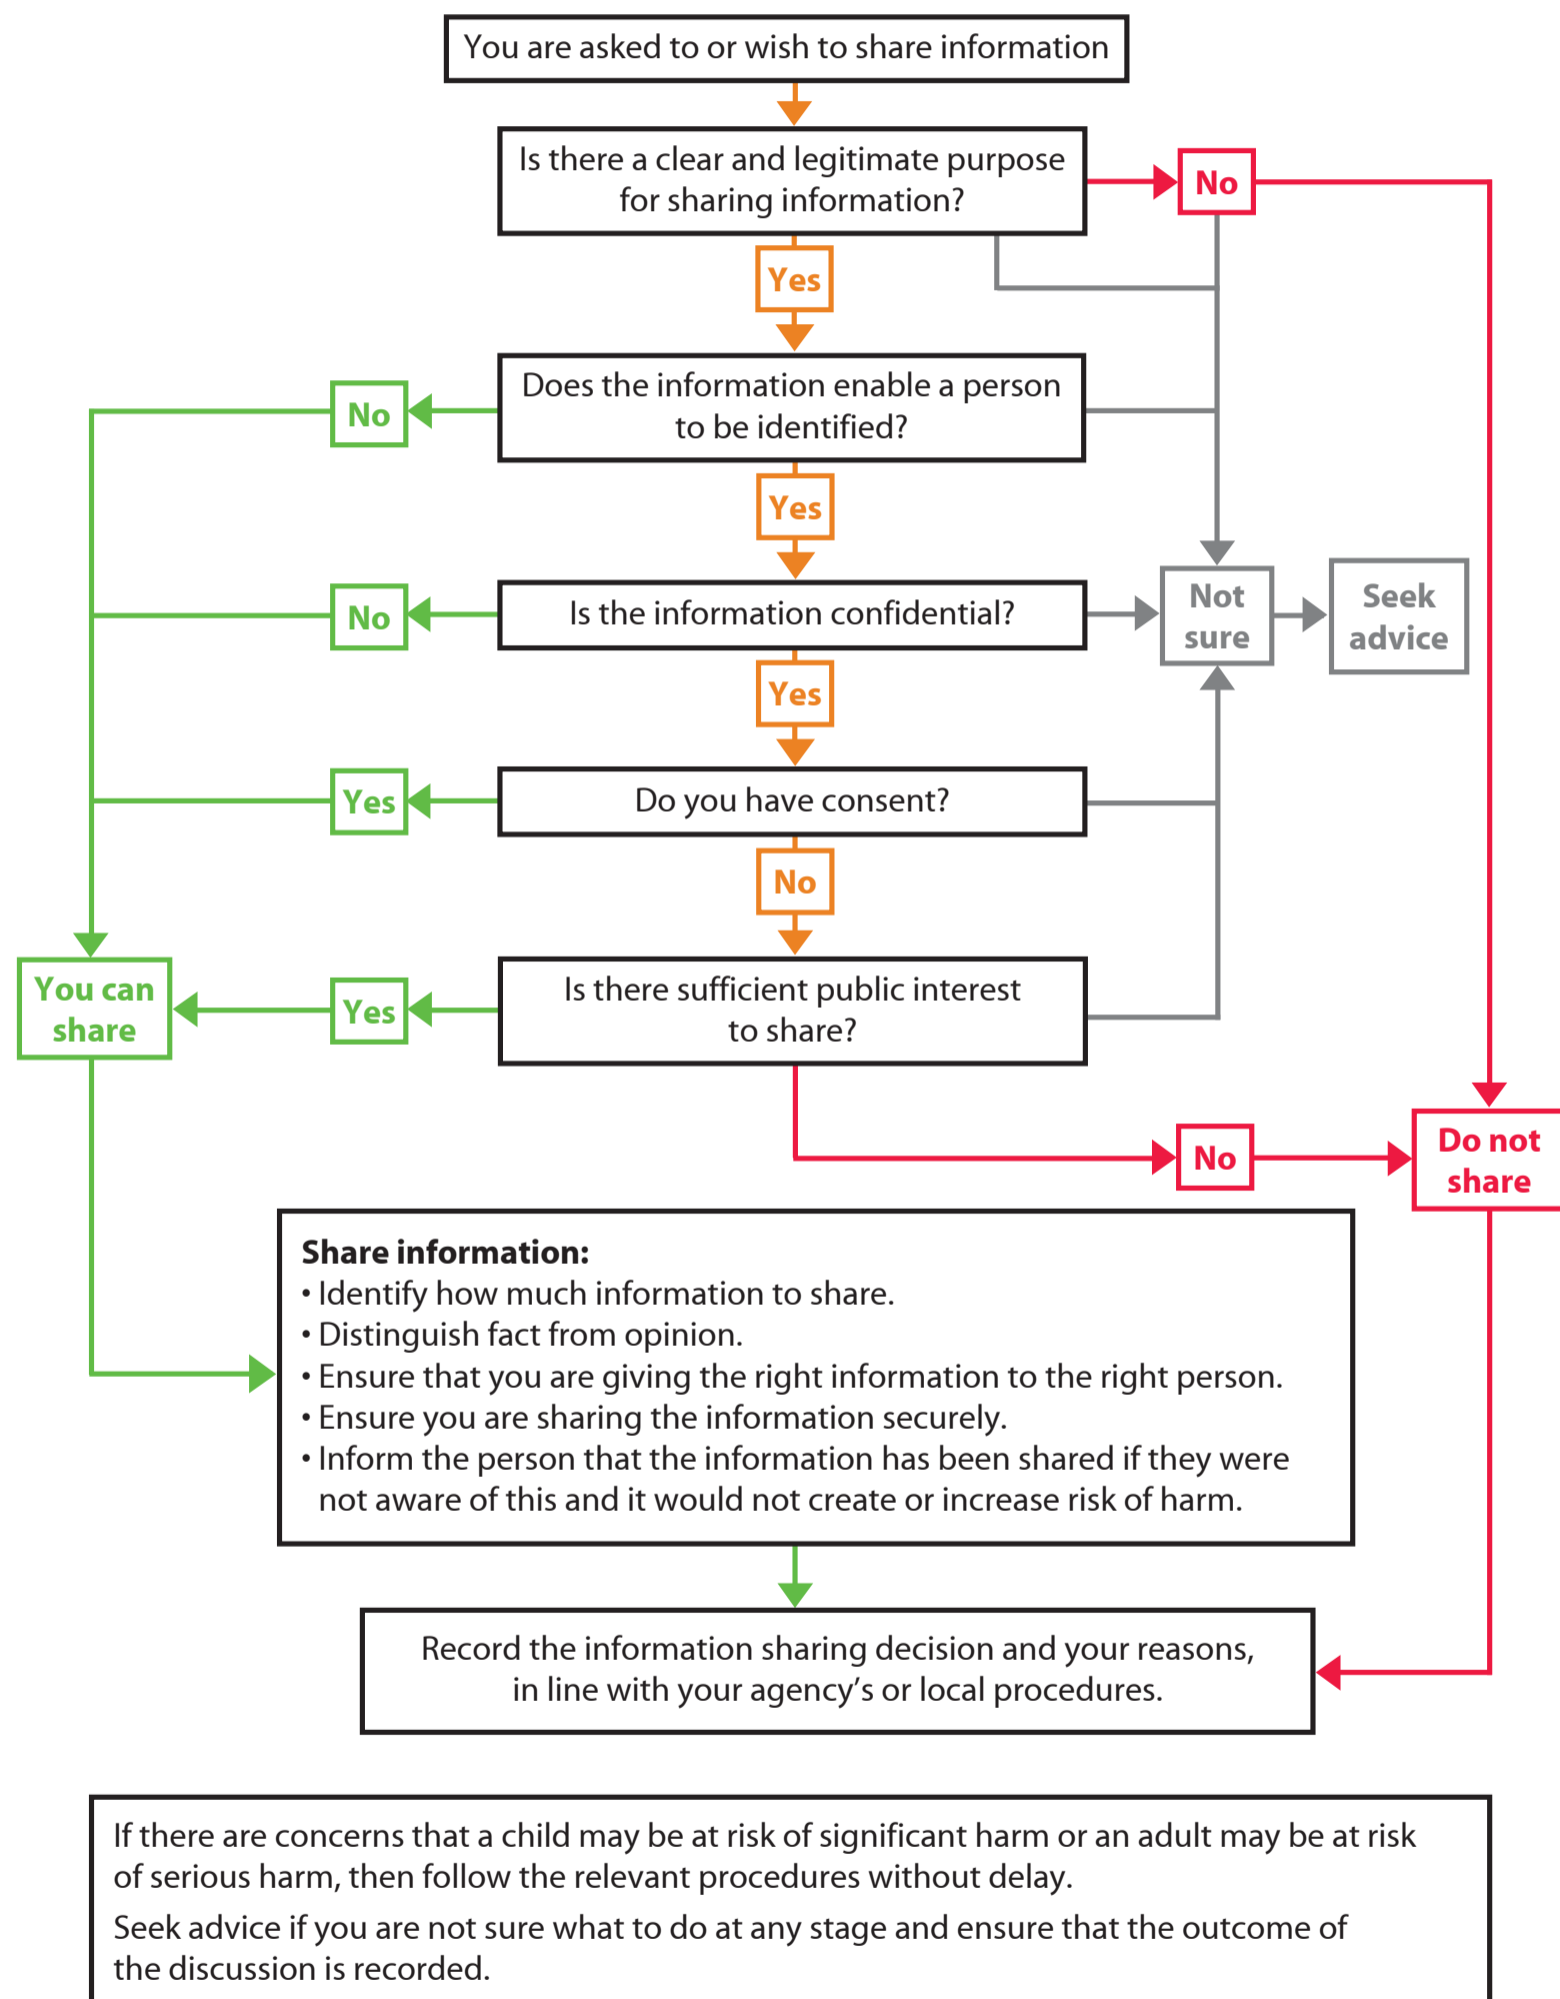 You are asked to or wish to share information
Is there a clear and legitimate purpose
for sharing information?
No
Yes
Does the information enable a person
to be identified?
No
Yes
Is the information confidential?
No
Not
sure
Seek
advice
Yes
Do you have consent?
Yes
No
Is there sufficient public interest
to share?
Yes
You can
share
No
Do not
share
Share information:
• Identify how much information to share.
• Distinguish fact from opinion.
• Ensure that you are giving the right information to the right person.
• Ensure you are sharing the information securely.
• Inform the person that the information has been shared if they were
not aware of this and it would not create or increase risk of harm.
Record the information sharing decision and your reasons,
in line with your agency’s or local procedures.
If there are concerns that a child may be at risk of significant harm or an adult may be at risk
of serious harm, then follow the relevant procedures without delay.
Seek advice if you are not sure what to do at any stage and ensure that the outcome of
the discussion is recorded.